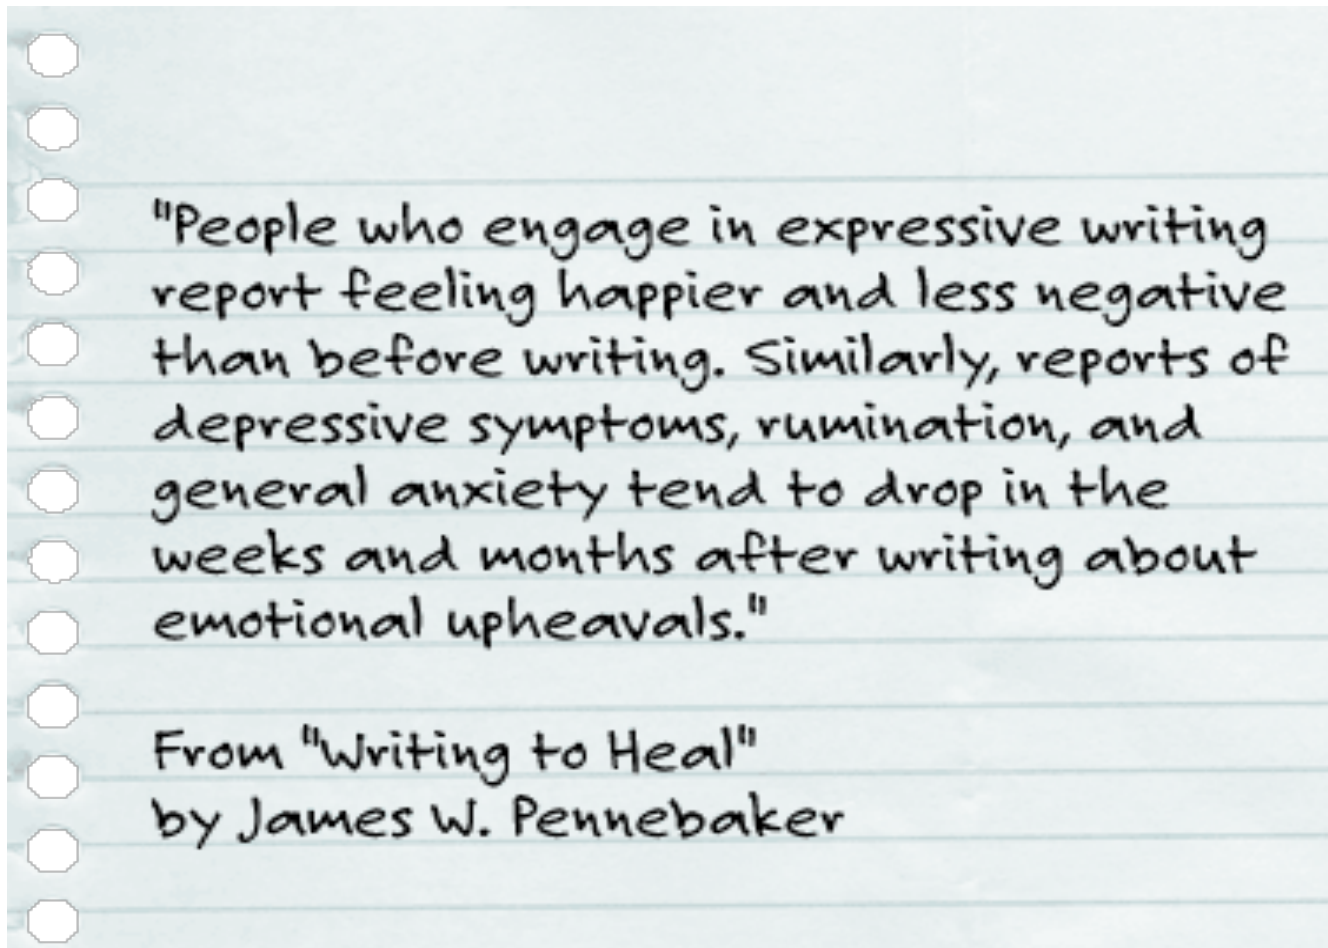 "People who engage in expressive writing
report feeling happier and less negative
than before writing. Similarly, reports of
depressive symptoms, rumination, and
general anxiety tend to drop in the
weeks and months after writing about
emotional upheavals."
From "Writing to Heal"
by James W. Pennebaker